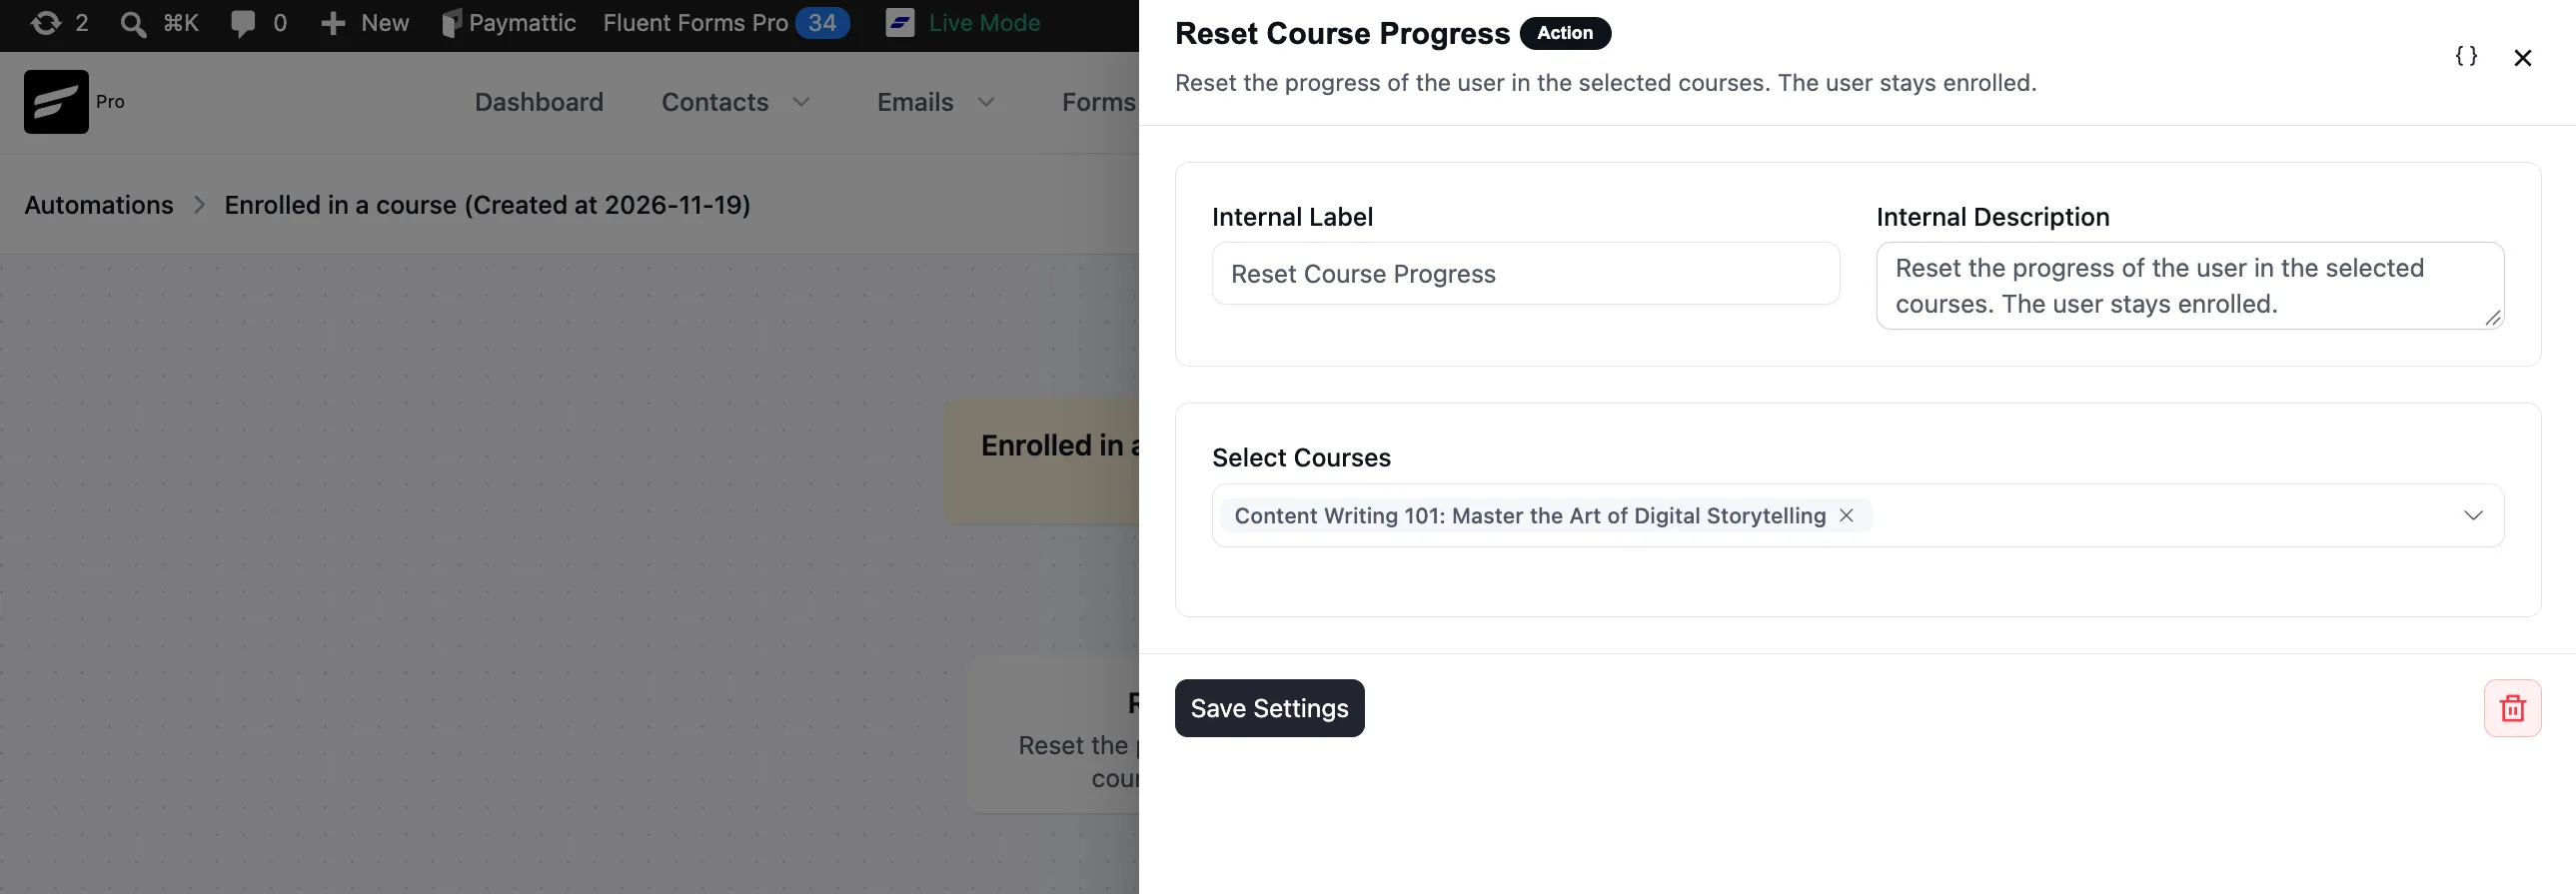 2 ⌘K 0 New Paymattic Fluent Forms Pro 34 Live Mode
Pro
Dashboard Contacts Emails Forms
Automations > Enrolled in a course (Created at 2026-11-19)
Enrolled in a
R
Reset the p
cour
Reset Course Progress Action
{ }
Reset the progress of the user in the selected courses. The user stays enrolled.
Internal Label
Reset Course Progress
Internal Description
Reset the progress of the user in the selected
courses. The user stays enrolled.
Select Courses
Content Writing 101: Master the Art of Digital Storytelling
Save Settings